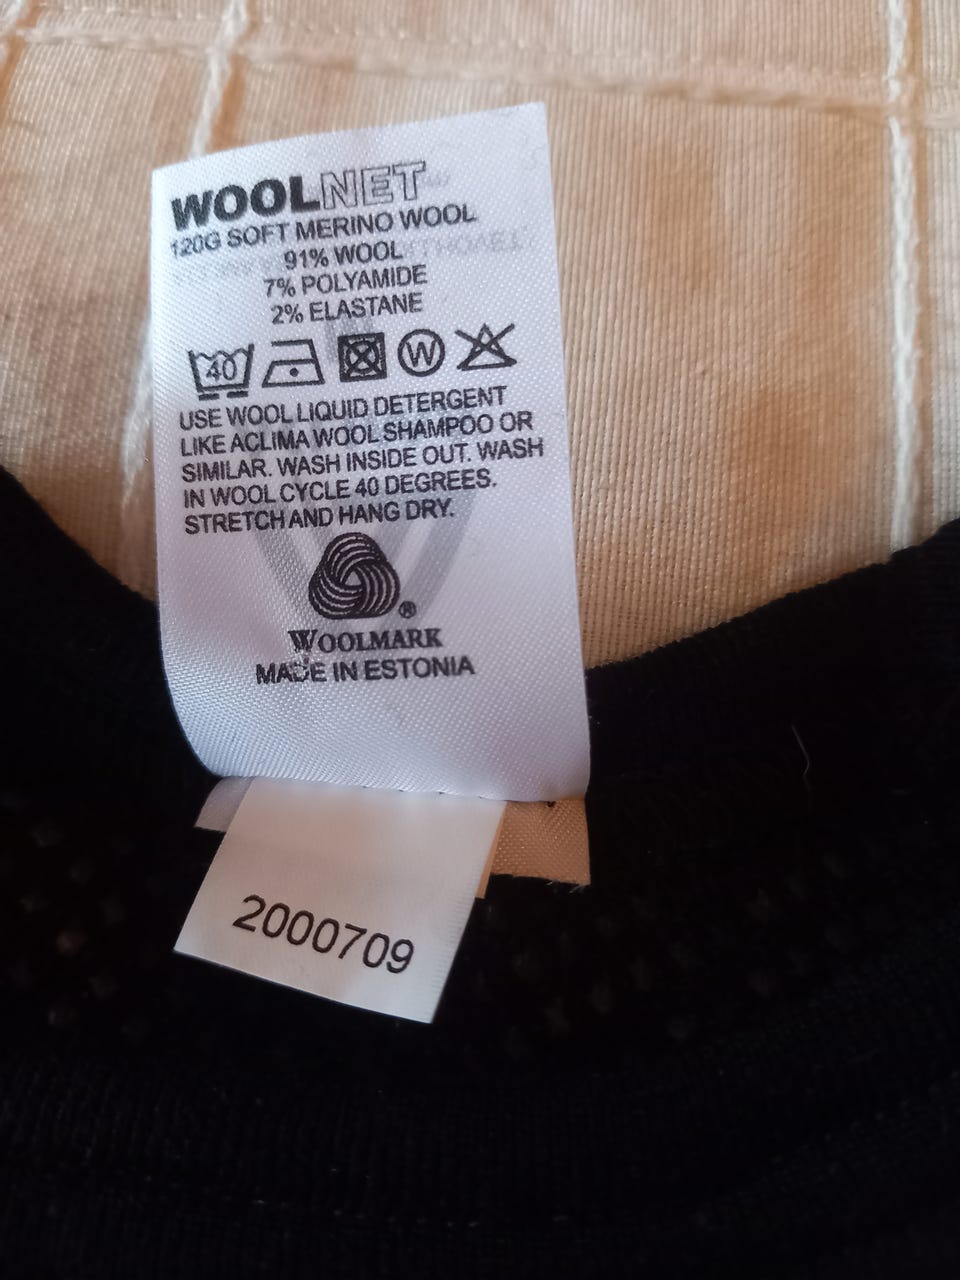 WOOLNET
120G SOFT MERINO WOOL
91% WOOL
7% POLYAMIDE
2% ELASTANE
40 W
USE WOOL LIQUID DETERGENT
LIKE ACLIMA WOOL SHAMPOO OR
SIMILAR. WASH INSIDE OUT. WASH
IN WOOL CYCLE 40 DEGREES.
STRETCH AND HANG DRY.
®
WOOLMARK
MADE IN ESTONIA
2000709